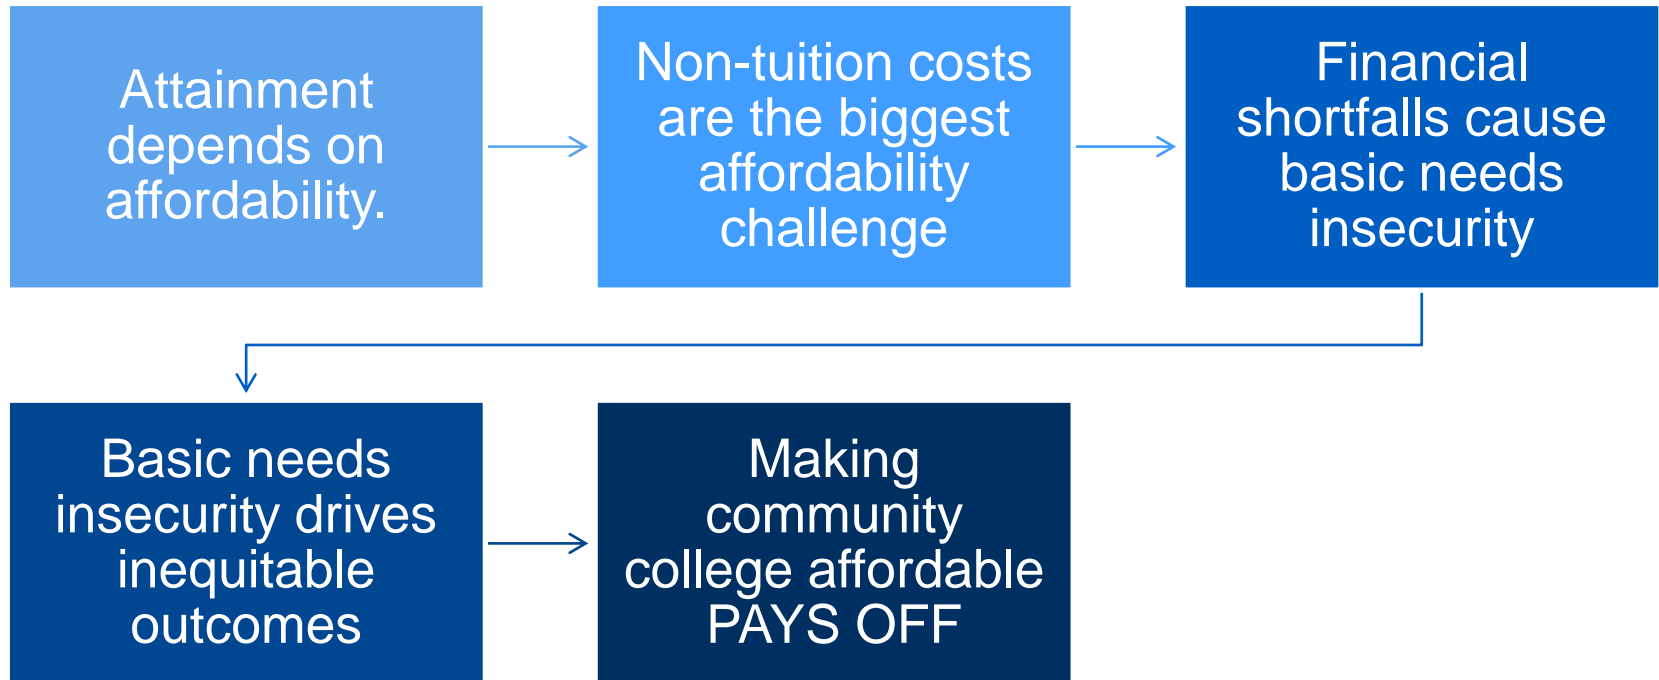 Attainment
depends on
affordability.
Non-tuition costs
are the biggest
affordability
challenge
Financial
shortfalls cause
basic needs
insecurity
Basic needs
insecurity drives
inequitable
outcomes
Making
community
college affordable
PAYS OFF